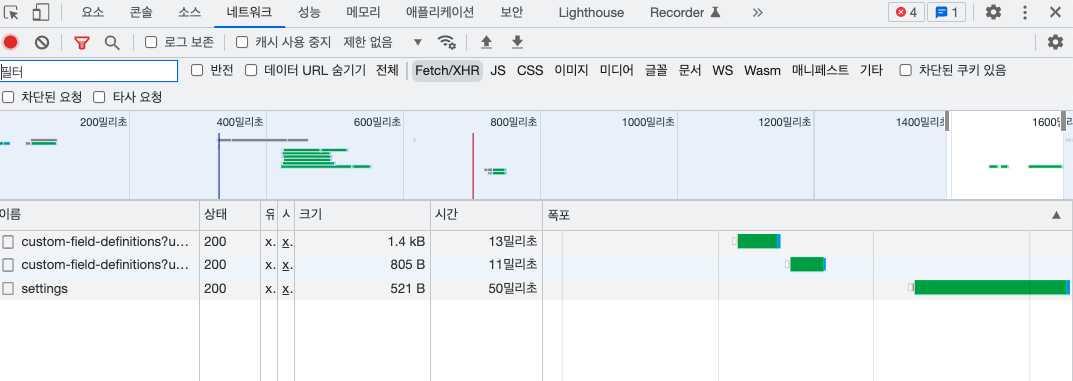 요소 콘솔 소스 네트워크 성능 메모리 애플리케이션 보안 Lighthouse Recorder 4 1
로그 보존 캐시 사용 중지 제한 없음
필터 반전 데이터 URL 숨기기 전체 Fetch/XHR JS CSS 이미지 미디어 글꼴 문서 WS Wasm 매니페스트 기타 차단된 쿠키 있음
차단된 요청 타사 요청
200밀리초 400밀리초 600밀리초 800밀리초 1000밀리초 1200밀리초 1400밀리초 1600밀리초
이름 상태 유 시 크기 시간 폭포
custom-field-definitions?u... 200 x. x. 1.4 kB 13밀리초
custom-field-definitions?u... 200 x. x. 805 B 11밀리초
settings 200 x. x. 521 B 50밀리초